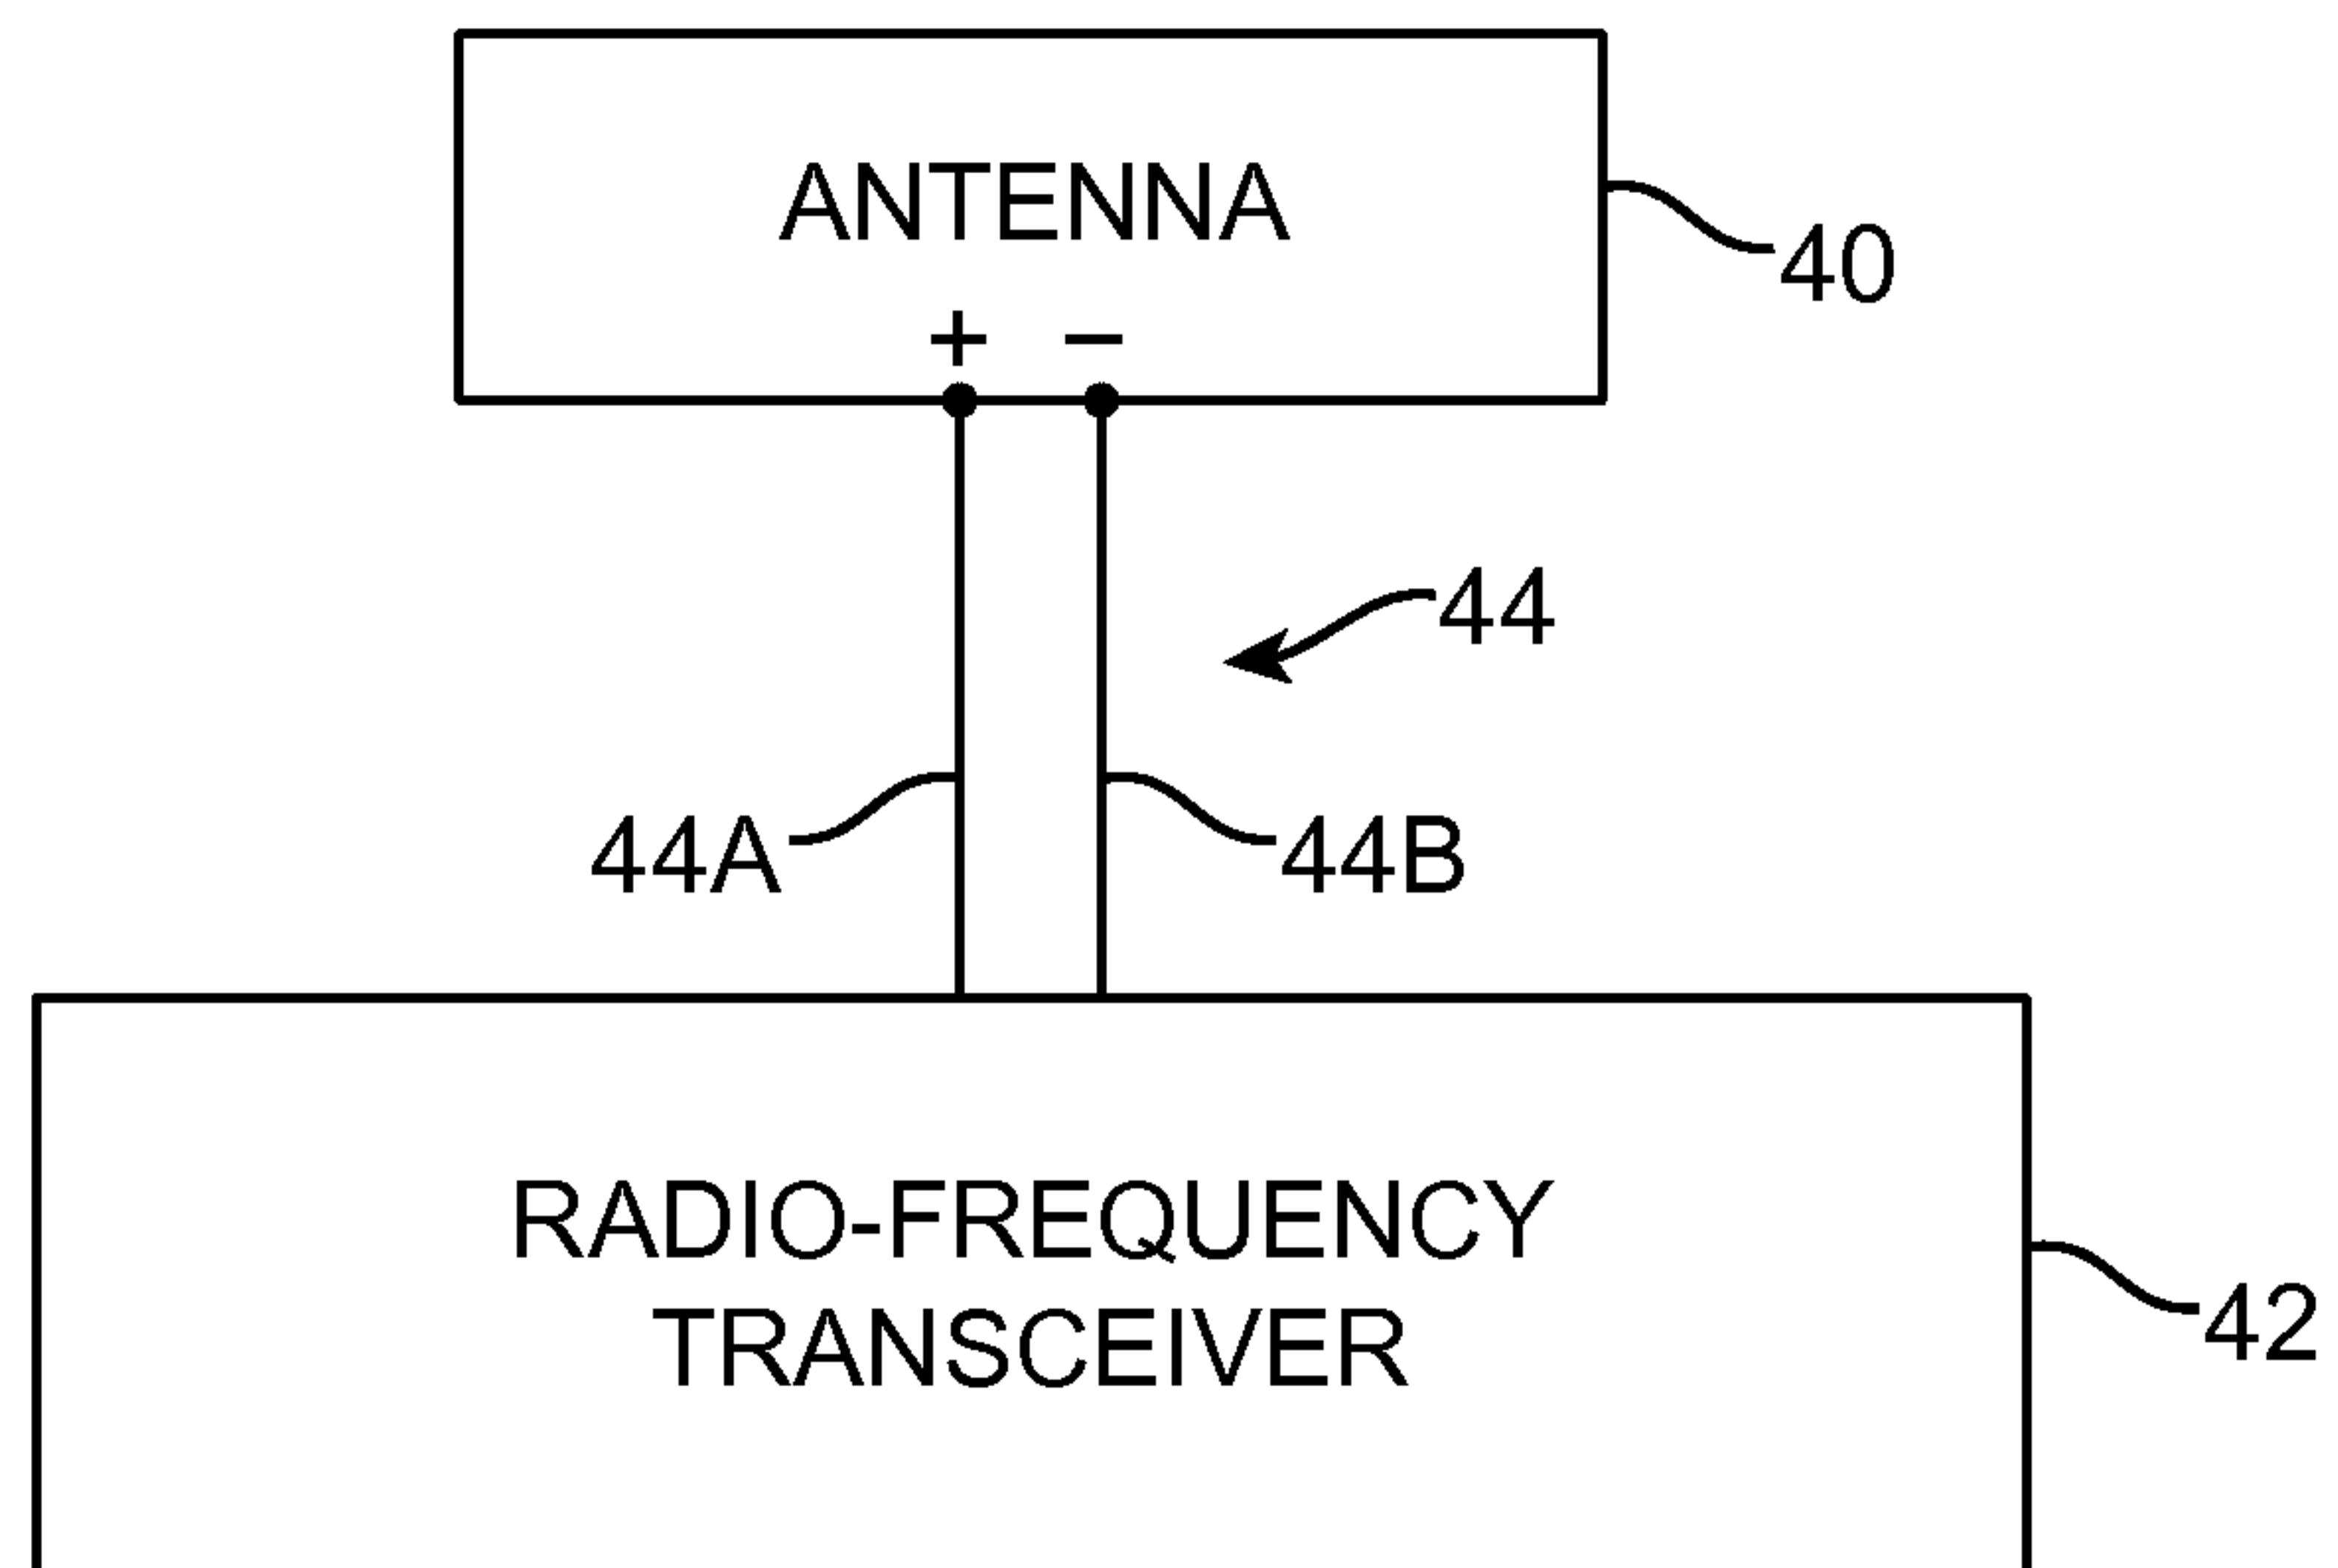 ANTENNA
40
+ −
44
44A
44B
RADIO-FREQUENCY
TRANSCEIVER
42